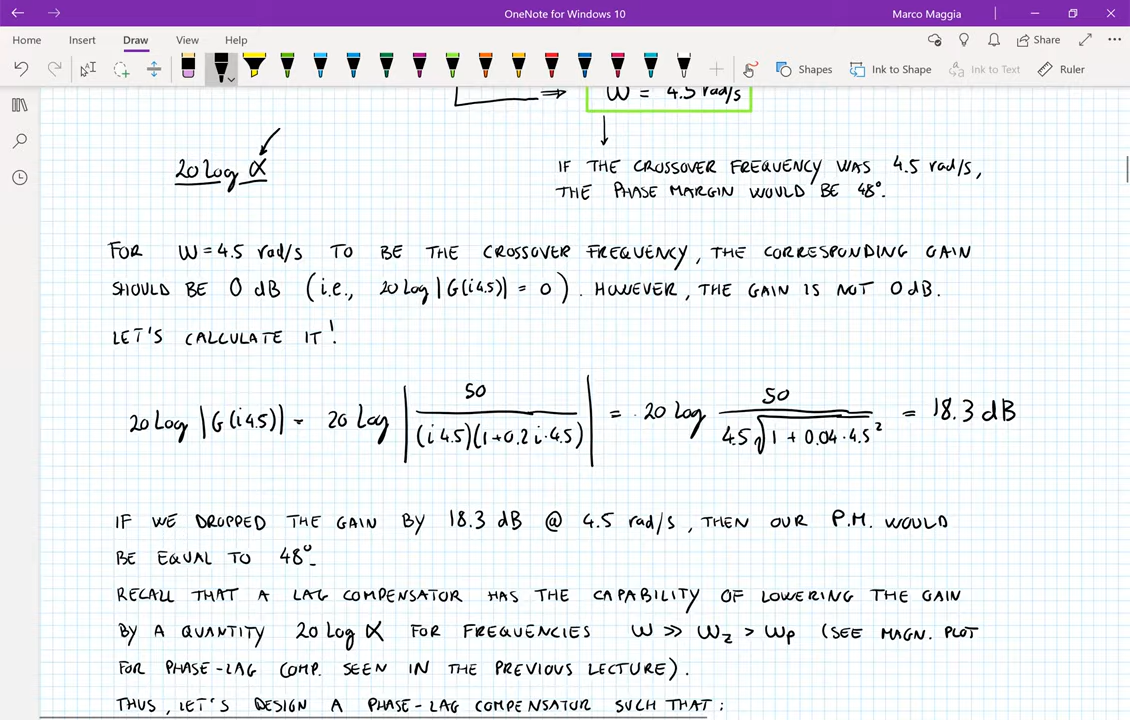 OneNote for Windows 10
Marco Maggia
Home Insert Draw View Help
Share
Shapes Ink to Shape Ink to Text Ruler
⇒ W = 4.5 rad/s
20 Log α
IF THE CROSSOVER FREQUENCY WAS 4.5 rad/s,
THE PHASE MARGIN WOULD BE 48°.
FOR W=4.5 rad/s TO BE THE CROSSOVER FREQUENCY, THE CORRESPONDING GAIN
SHOULD BE 0 dB (i.e., 20 Log |G(i4.5)| = 0). HOWEVER, THE GAIN IS NOT 0 dB.
LET'S CALCULATE IT!
20 Log |G(i4.5)| = 20 Log | 50 / (i4.5)(1+0.2i·4.5) | = 20 Log 50 / 4.5√1 + 0.04·4.5² = 18.3 dB
IF WE DROPPED THE GAIN BY 18.3 dB @ 4.5 rad/s, THEN OUR P.M. WOULD
BE EQUAL TO 48°.
RECALL THAT A LAG COMPENSATOR HAS THE CAPABILITY OF LOWERING THE GAIN
BY A QUANTITY 20 Log α FOR FREQUENCIES W >> Wz > Wp (SEE MAGN. PLOT
FOR PHASE-LAG COMP. SEEN IN THE PREVIOUS LECTURE).
THUS, LET'S DESIGN A PHASE-LAG COMPENSATOR SUCH THAT: